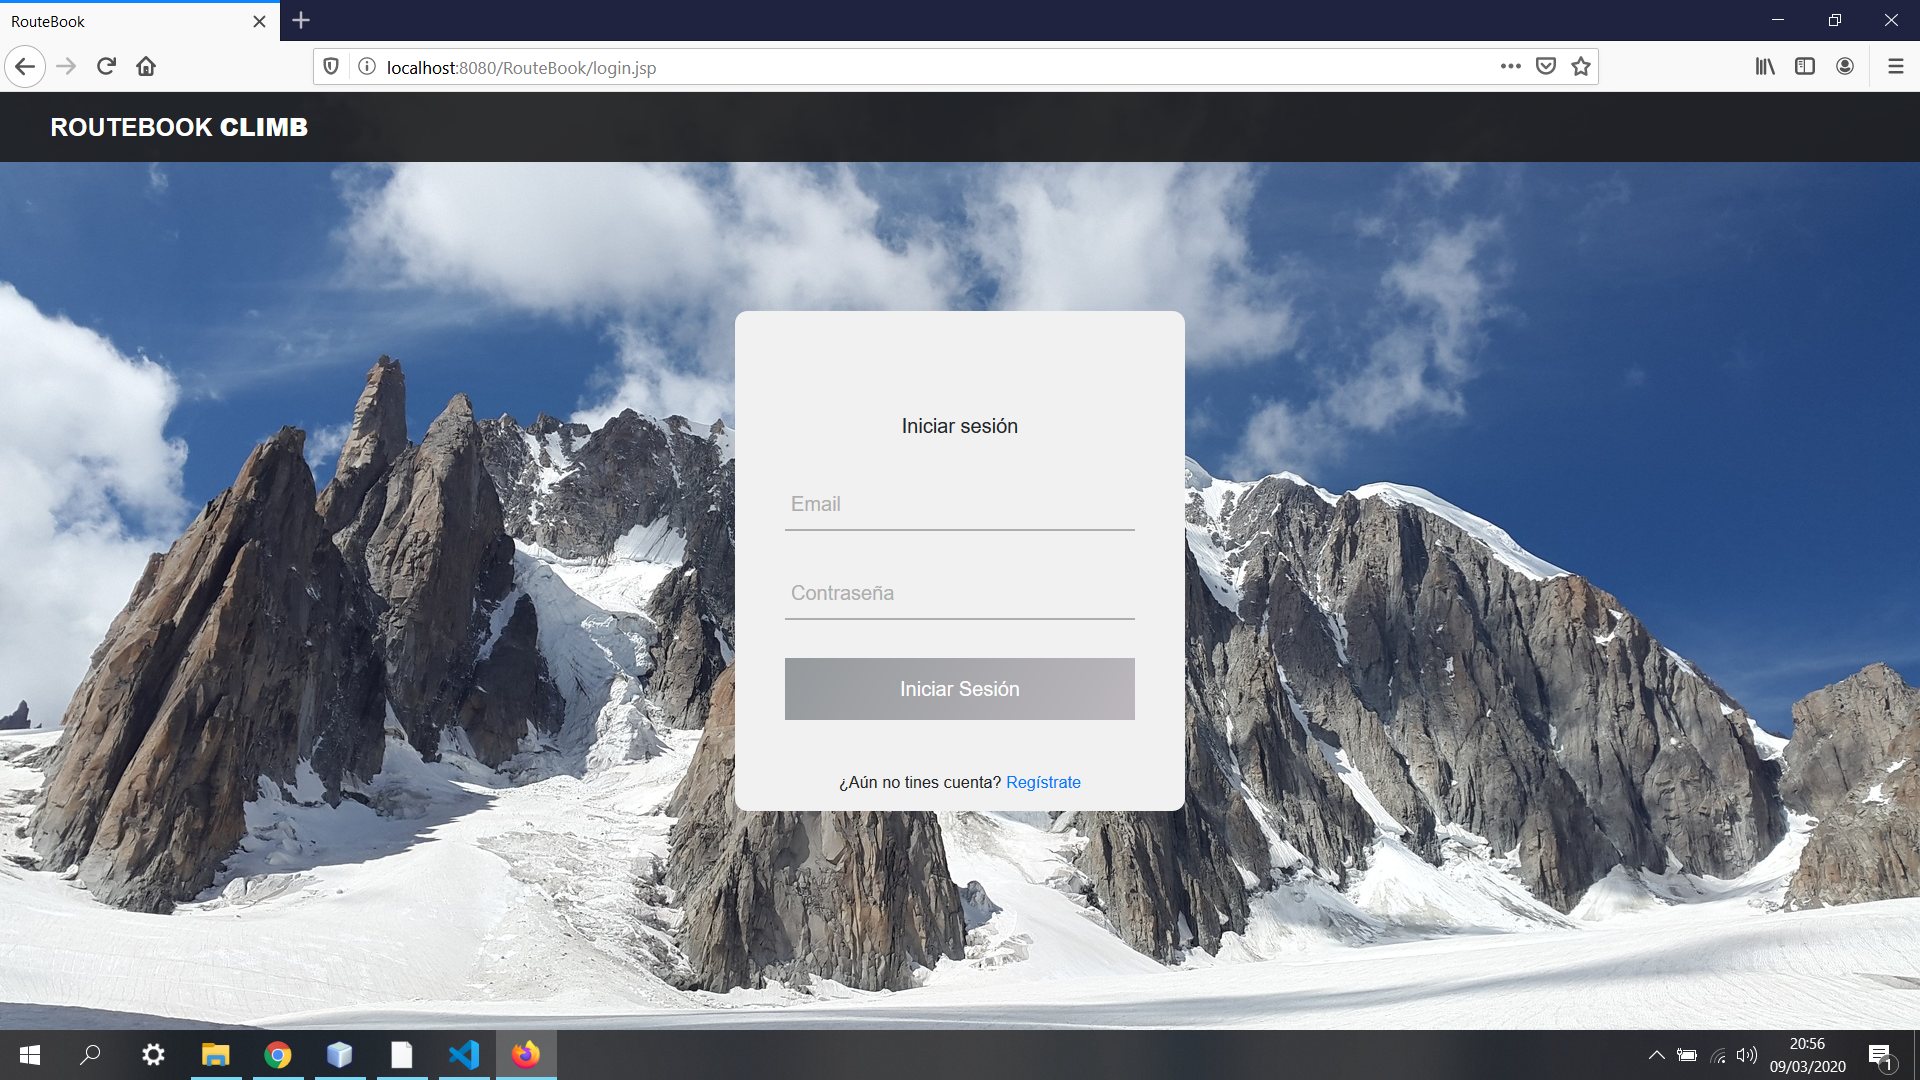 RouteBook
localhost:8080/RouteBook/login.jsp
ROUTEBOOK CLIMB
Iniciar sesión
Email
Contraseña
Iniciar Sesión
¿Aún no tines cuenta? Regístrate
20:56
09/03/2020
1